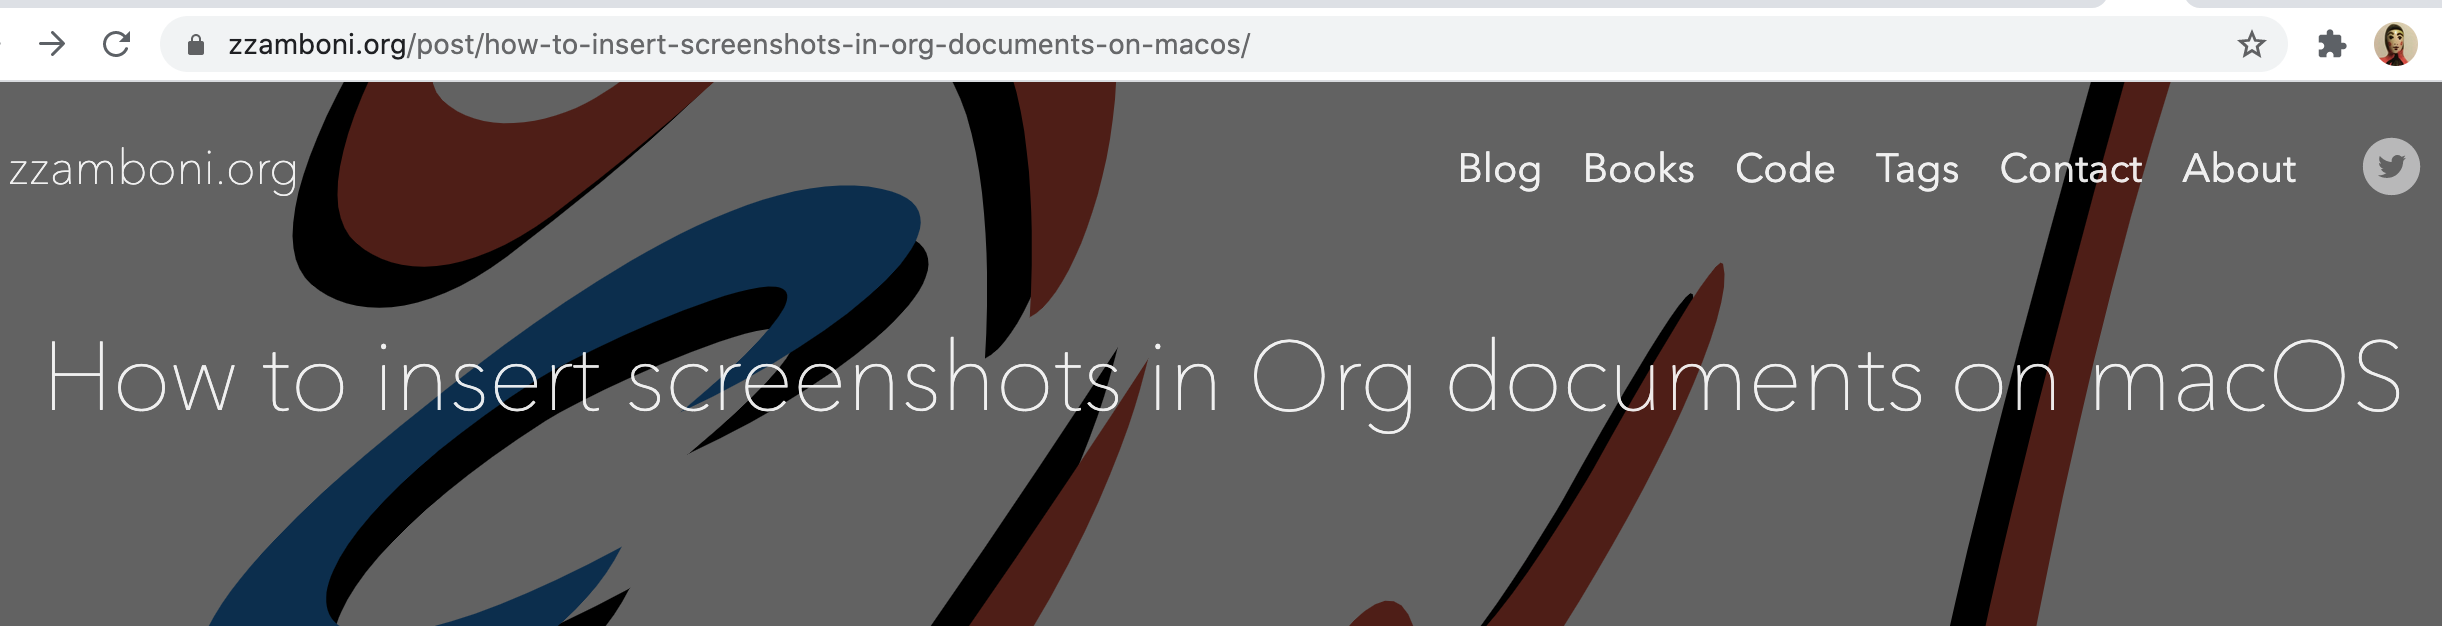 zzamboni.org/post/how-to-insert-screenshots-in-org-documents-on-macos/
zzamboni.org Blog Books Code Tags Contact About
How to insert screenshots in Org documents on macOS